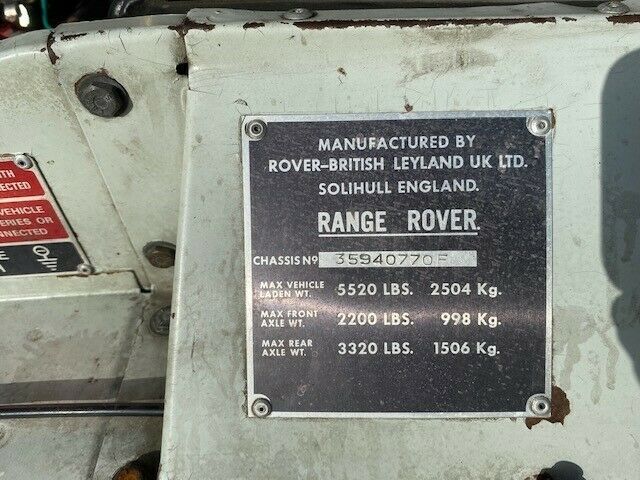 MANUFACTURED BY
ROVER-BRITISH LEYLAND UK LTD.
SOLIHULL ENGLAND.
RANGE ROVER.
CHASSIS Nº 35940770F
MAX VEHICLE LADEN WT. 5520 LBS. 2504 Kg.
MAX FRONT AXLE WT. 2200 LBS. 998 Kg.
MAX REAR AXLE WT. 3320 LBS. 1506 Kg.
VEHICLE
OR